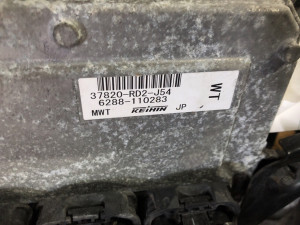 37820-RD2-J54
6288-110283
MWT KEIHIN JP
WT